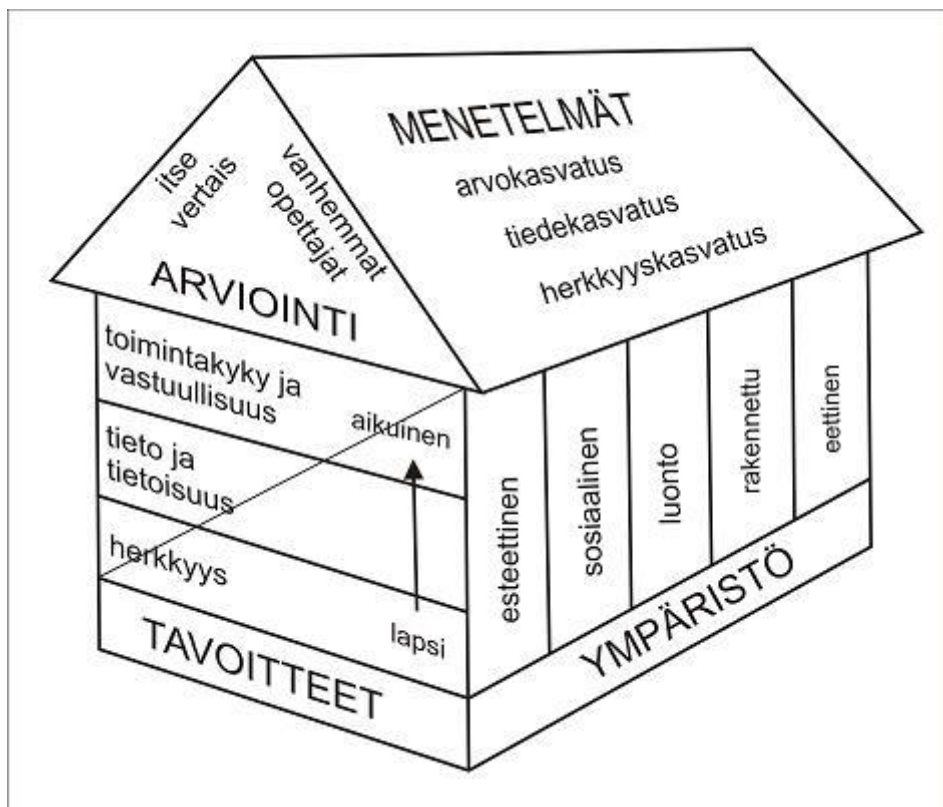 MENETELMÄT
arvokasvatus
tiedekasvatus
herkkyyskasvatus
itse
vertais
vanhemmat
opettajat
ARVIOINTI
toimintakyky ja
vastuullisuus
aikuinen
tieto ja
tietoisuus
herkkyys
lapsi
TAVOITTEET
esteettinen
sosiaalinen
luonto
rakennettu
eettinen
YMPÄRISTÖ